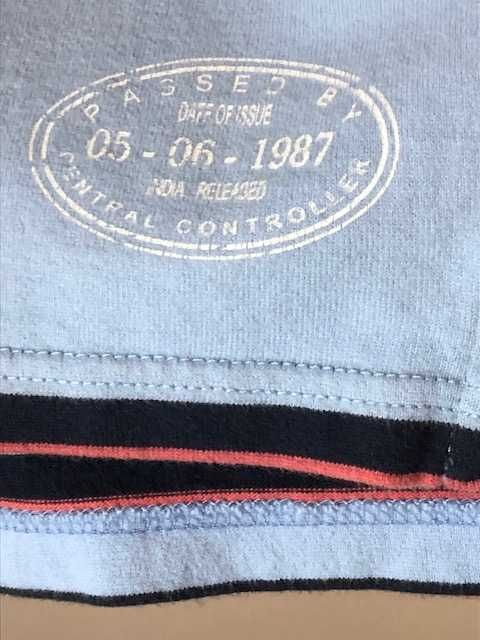 PASSED BY
DATE OF ISSUE
05 - 06 - 1987
INDIA RELEASED
CENTRAL CONTROLLER